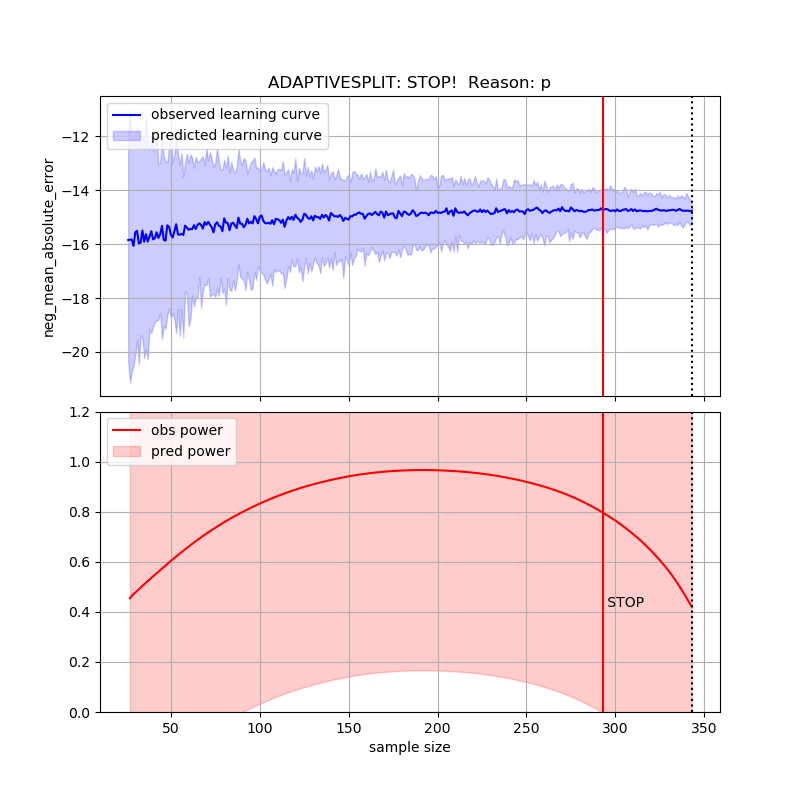 ADAPTIVESPLIT: STOP!  Reason: p
observed learning curve
predicted learning curve
neg_mean_absolute_error
−12
−14
−16
−18
−20
obs power
pred power
1.2
1.0
0.8
0.6
0.4
0.2
0.0
STOP
50 100 150 200 250 300 350
sample size